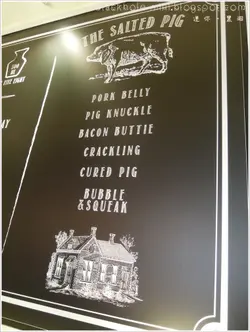 THE SALTED PIG
PORK BELLY
PIG KNUCKLE
BACON BUTTIE
CRACKLING
CURED PIG
BUBBLE
&SQUEAK